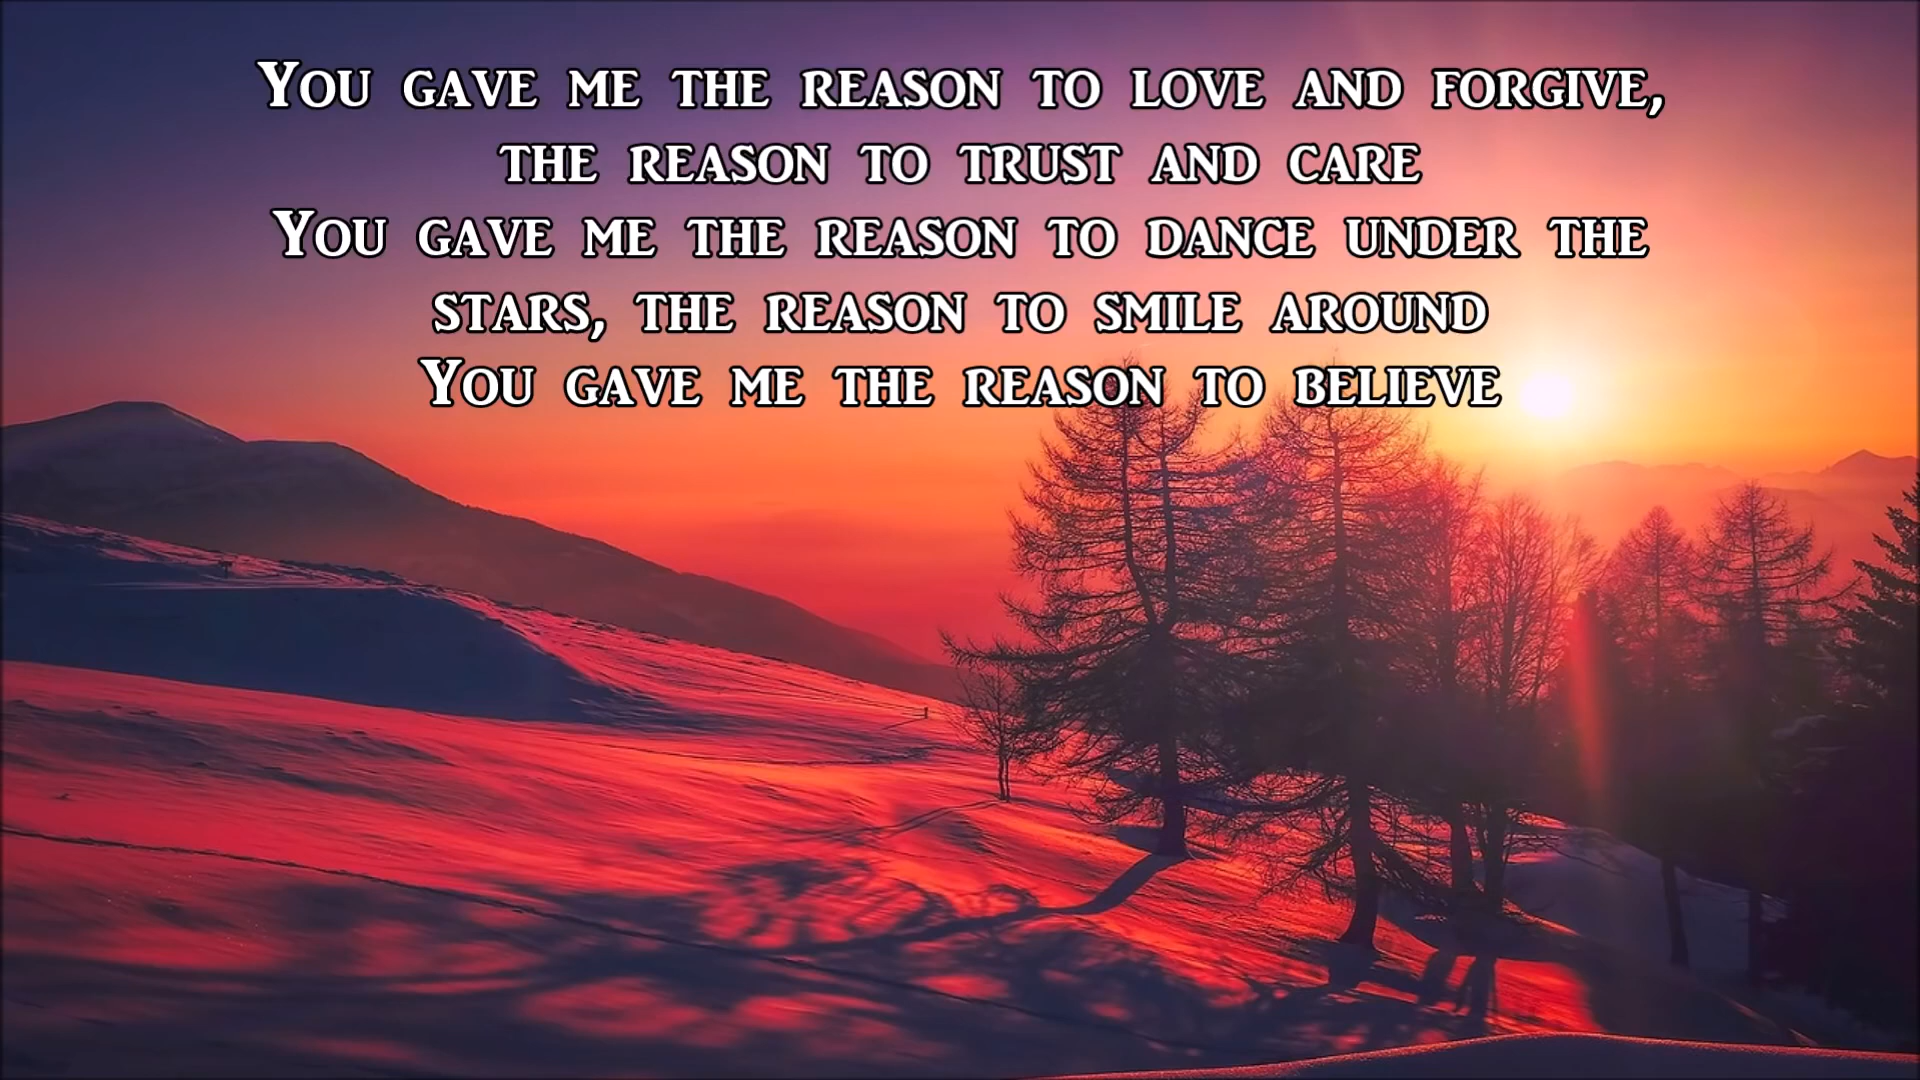 You gave me the reason to love and forgive,
the reason to trust and care
You gave me the reason to dance under the
stars, the reason to smile around
You gave me the reason to believe